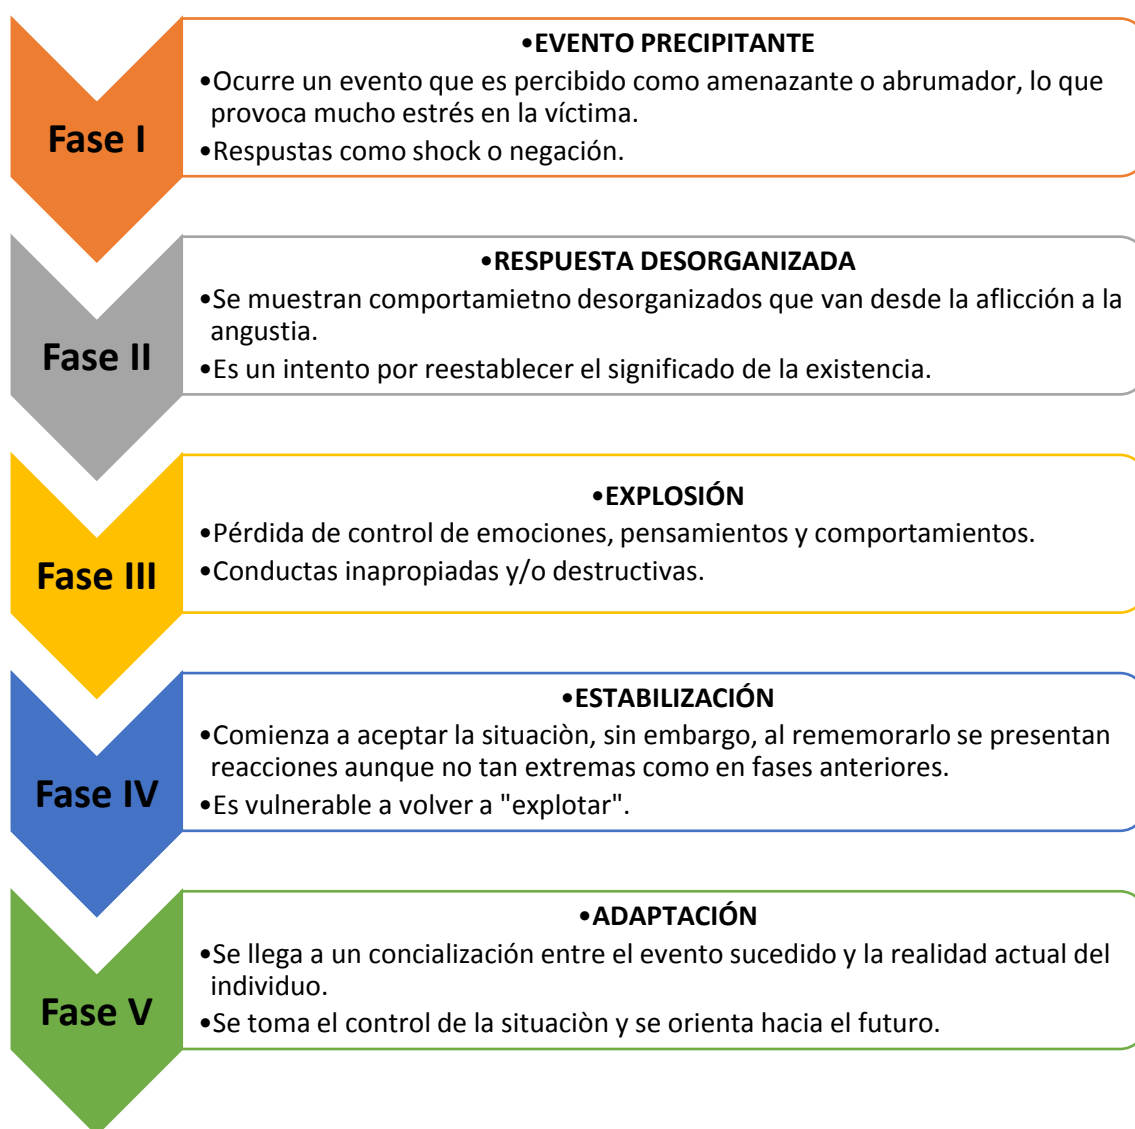 •EVENTO PRECIPITANTE
•Ocurre un evento que es percibido como amenazante o abrumador, lo que
provoca mucho estrés en la víctima.
Fase I
•Respustas como shock o negación.
•RESPUESTA DESORGANIZADA
•Se muestran comportamietno desorganizados que van desde la aflicción a la
angustia.
Fase II
•Es un intento por reestablecer el significado de la existencia.
•EXPLOSIÓN
•Pérdida de control de emociones, pensamientos y comportamientos.
Fase III
•Conductas inapropiadas y/o destructivas.
•ESTABILIZACIÓN
•Comienza a aceptar la situaciòn, sin embargo, al rememorarlo se presentan
reacciones aunque no tan extremas como en fases anteriores.
Fase IV
•Es vulnerable a volver a "explotar".
•ADAPTACIÓN
•Se llega a un concialización entre el evento sucedido y la realidad actual del
individuo.
Fase V
•Se toma el control de la situaciòn y se orienta hacia el futuro.